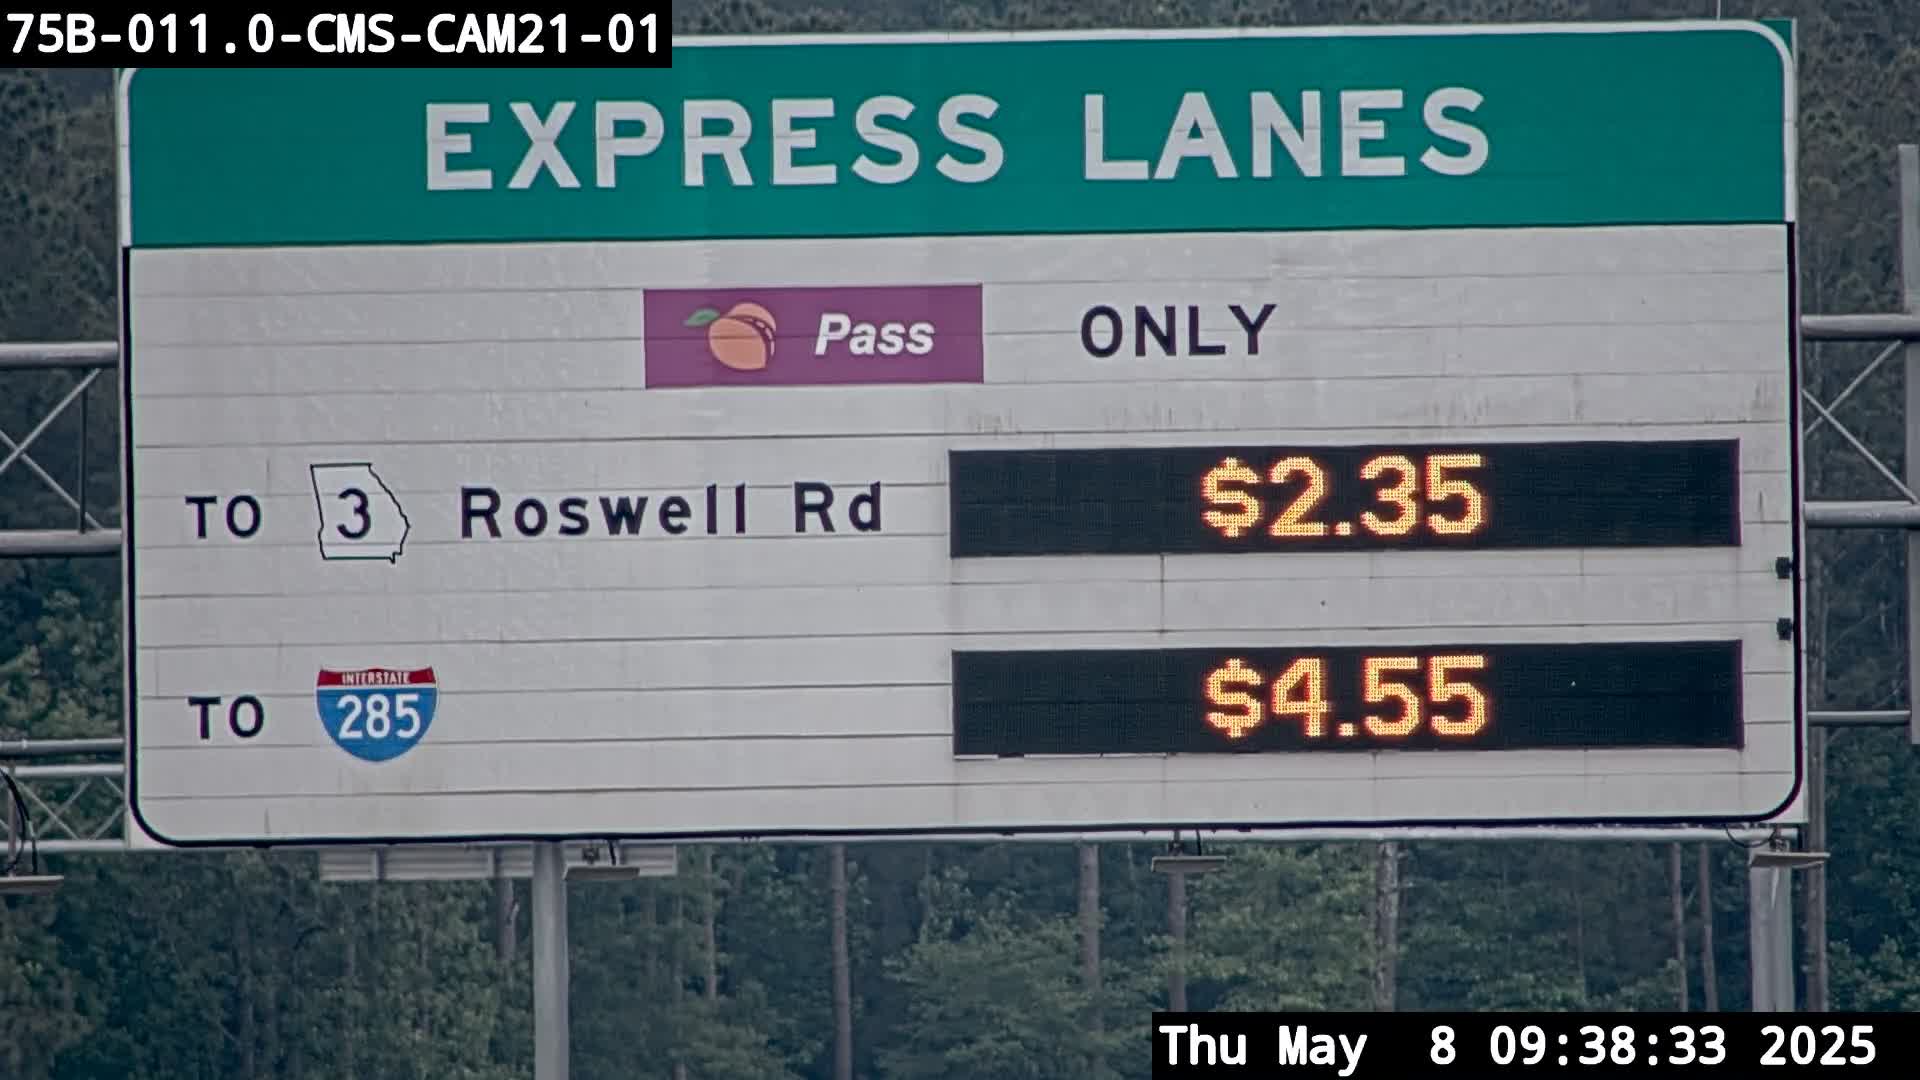 75B-011.0-CMS-CAM21-01
EXPRESS LANES
Pass ONLY
TO 3 Roswell Rd $2.35
INTERSTATE
TO 285 $4.55
Thu May 8 09:38:33 2025